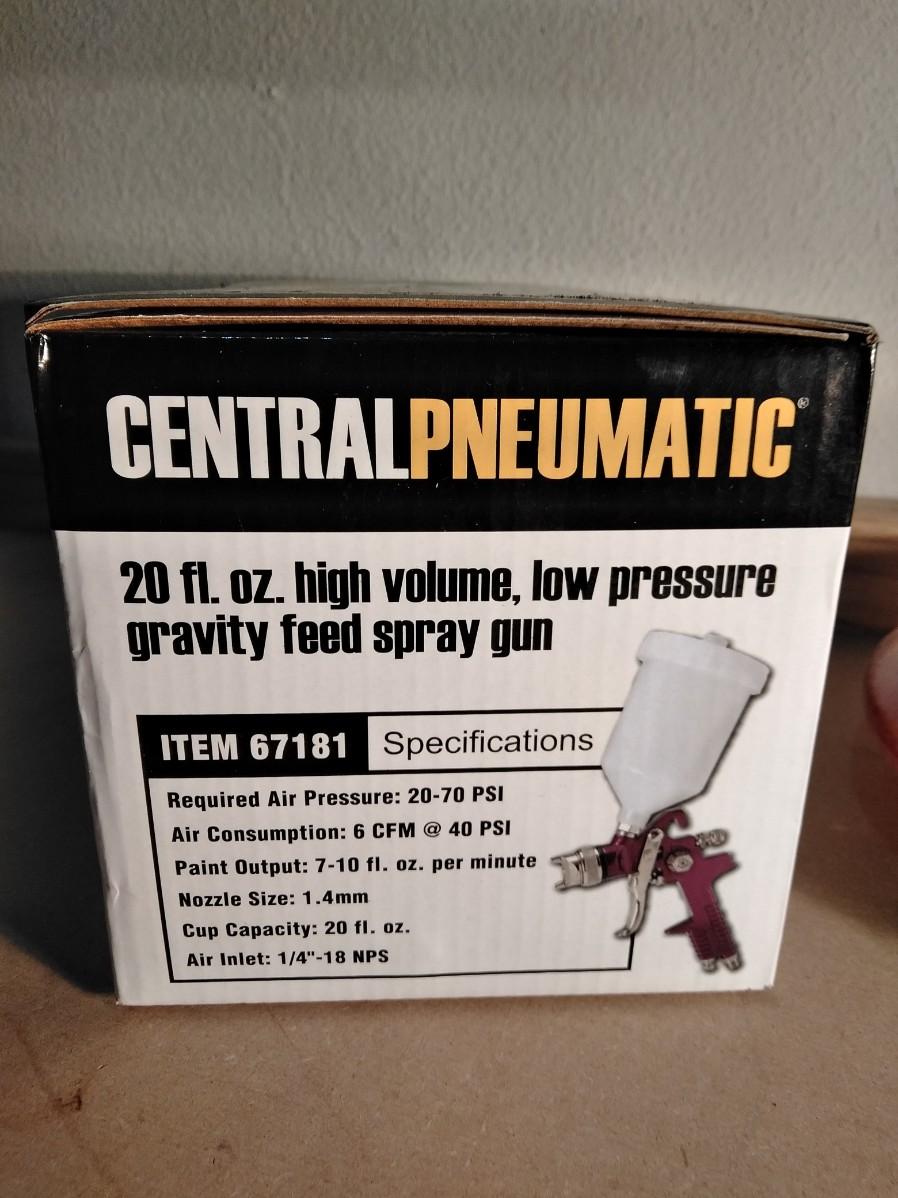 CENTRALPNEUMATIC®
20 fl. oz. high volume, low pressure
gravity feed spray gun
ITEM 67181 Specifications
Required Air Pressure: 20-70 PSI
Air Consumption: 6 CFM @ 40 PSI
Paint Output: 7-10 fl. oz. per minute
Nozzle Size: 1.4mm
Cup Capacity: 20 fl. oz.
Air Inlet: 1/4"-18 NPS